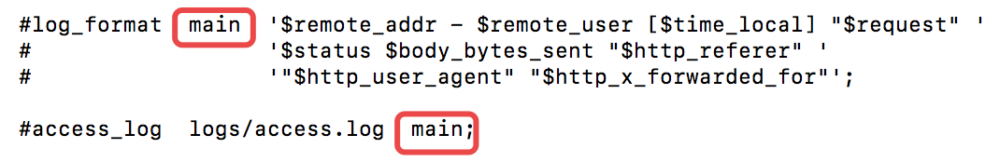 #log_format main '$remote_addr - $remote_user [$time_local] "$request" '
# '$status $body_bytes_sent "$http_referer" '
# '"$http_user_agent" "$http_x_forwarded_for"';
#access_log logs/access.log main;